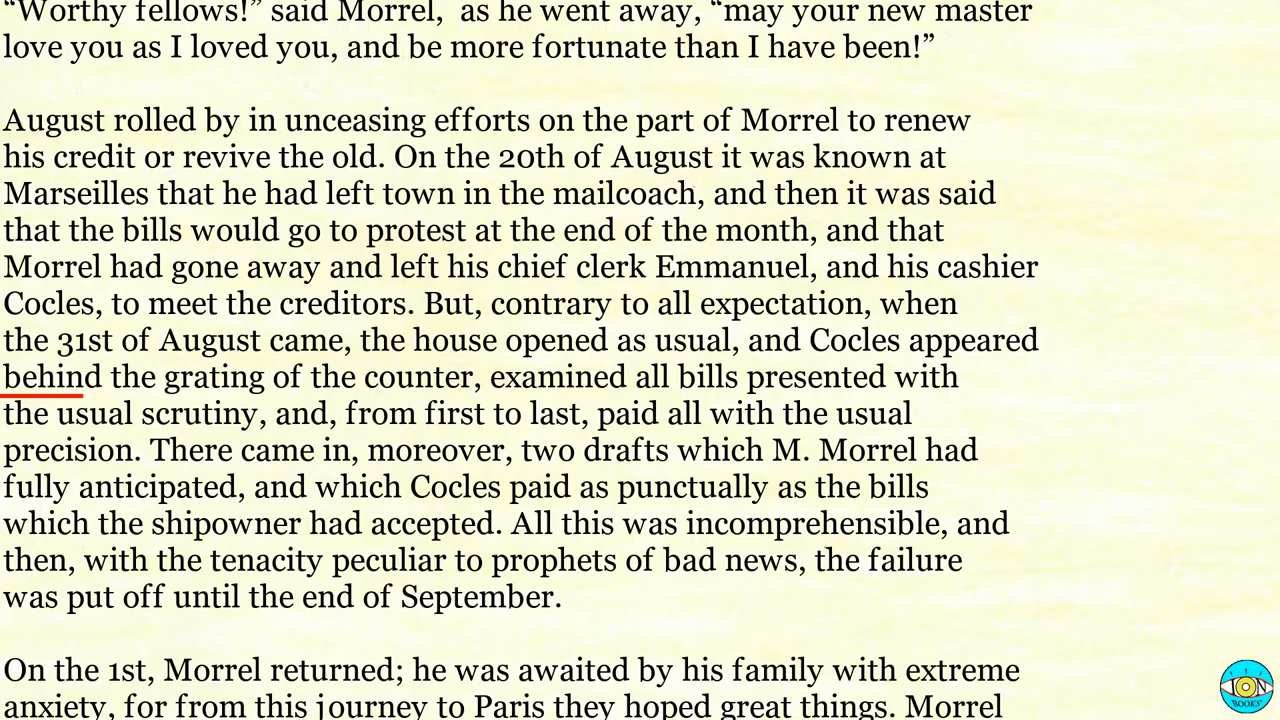 “Worthy fellows!” said Morrel,  as he went away, “may your new master
love you as I loved you, and be more fortunate than I have been!”
August rolled by in unceasing efforts on the part of Morrel to renew
his credit or revive the old. On the 20th of August it was known at
Marseilles that he had left town in the mailcoach, and then it was said
that the bills would go to protest at the end of the month, and that
Morrel had gone away and left his chief clerk Emmanuel, and his cashier
Cocles, to meet the creditors. But, contrary to all expectation, when
the 31st of August came, the house opened as usual, and Cocles appeared
behind the grating of the counter, examined all bills presented with
the usual scrutiny, and, from first to last, paid all with the usual
precision. There came in, moreover, two drafts which M. Morrel had
fully anticipated, and which Cocles paid as punctually as the bills
which the shipowner had accepted. All this was incomprehensible, and
then, with the tenacity peculiar to prophets of bad news, the failure
was put off until the end of September.
On the 1st, Morrel returned; he was awaited by his family with extreme
anxiety, for from this journey to Paris they hoped great things. Morrel
ION
BOOKS